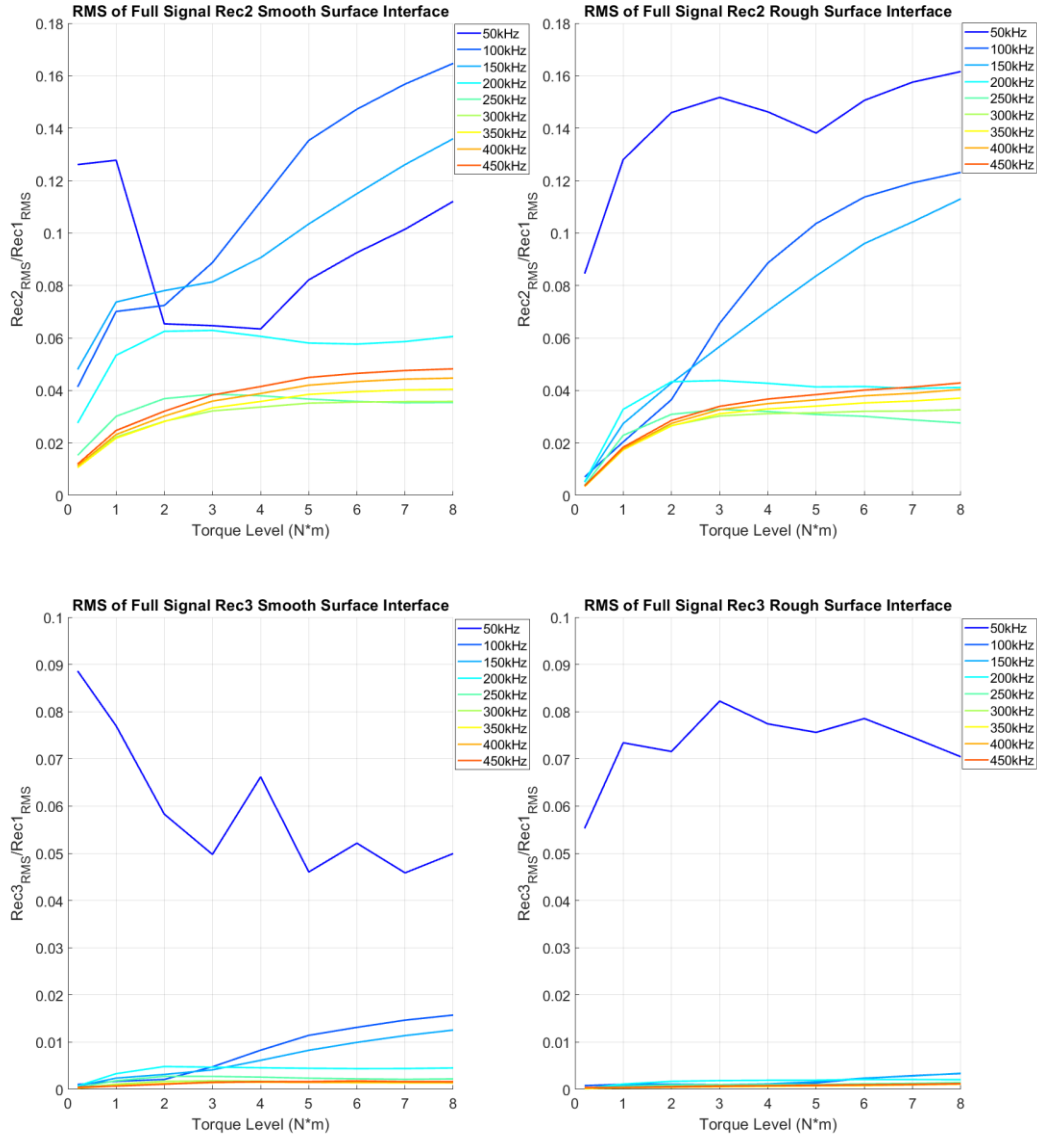 RMS of Full Signal Rec2 Smooth Surface Interface
0.18
0.16
0.14
0.12
0.1
0.08
0.06
0.04
0.02
0
Rec2RMS/Rec1RMS
0 1 2 3 4 5 6 7 8
Torque Level (N*m)
50kHz
100kHz
150kHz
200kHz
250kHz
300kHz
350kHz
400kHz
450kHz
RMS of Full Signal Rec2 Rough Surface Interface
0.18
0.16
0.14
0.12
0.1
0.08
0.06
0.04
0.02
0
Rec2RMS/Rec1RMS
0 1 2 3 4 5 6 7 8
Torque Level (N*m)
50kHz
100kHz
150kHz
200kHz
250kHz
300kHz
350kHz
400kHz
450kHz
RMS of Full Signal Rec3 Smooth Surface Interface
0.1
0.09
0.08
0.07
0.06
0.05
0.04
0.03
0.02
0.01
0
Rec3RMS/Rec1RMS
0 1 2 3 4 5 6 7 8
Torque Level (N*m)
50kHz
100kHz
150kHz
200kHz
250kHz
300kHz
350kHz
400kHz
450kHz
RMS of Full Signal Rec3 Rough Surface Interface
0.1
0.09
0.08
0.07
0.06
0.05
0.04
0.03
0.02
0.01
0
Rec3RMS/Rec1RMS
0 1 2 3 4 5 6 7 8
Torque Level (N*m)
50kHz
100kHz
150kHz
200kHz
250kHz
300kHz
350kHz
400kHz
450kHz